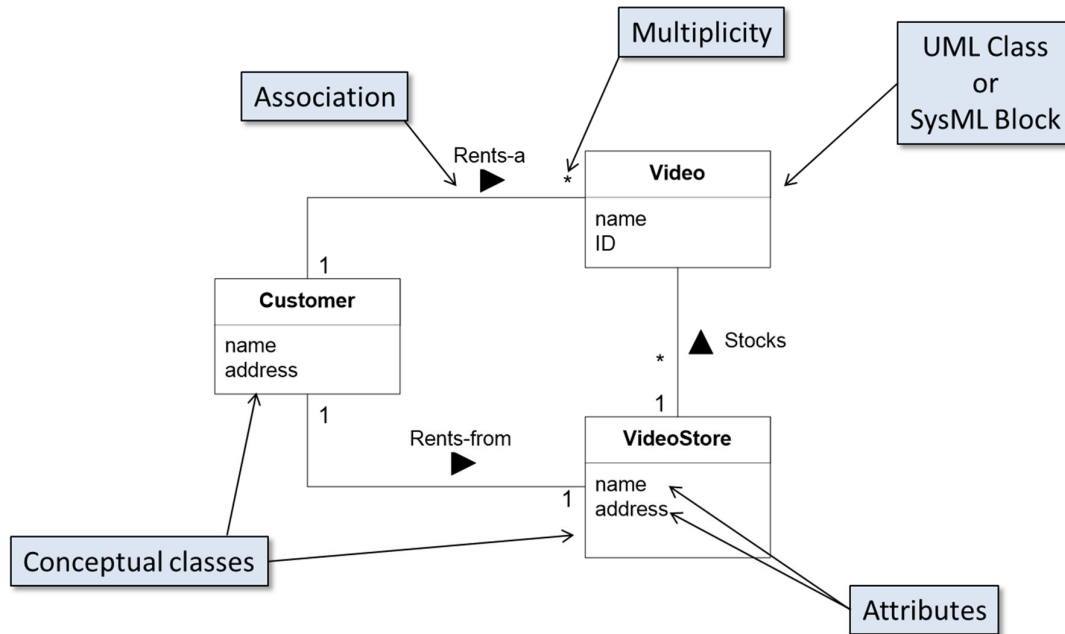 Multiplicity
UML Class
or
SysML Block
Association
Rents-a
*
Video
name
ID
1
Customer
name
address
Stocks
*
1
1
Rents-from
VideoStore
1
name
address
Conceptual classes
Attributes